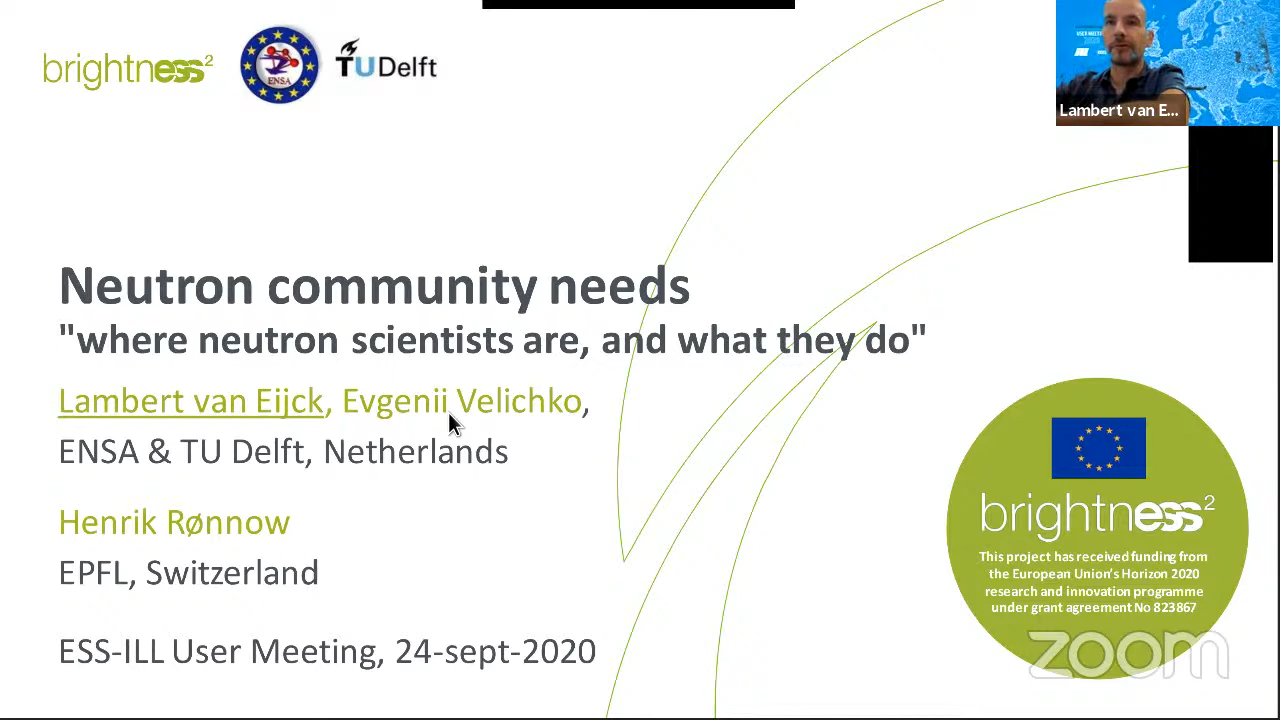 brightness²
ENSA
TUDelft
USER MEETING
Lambert van E...
Neutron community needs
"where neutron scientists are, and what they do"
Lambert van Eijck, Evgenii Velichko,
ENSA & TU Delft, Netherlands
Henrik Rønnow
EPFL, Switzerland
ESS-ILL User Meeting, 24-sept-2020
brightness²
This project has received funding from
the European Union's Horizon 2020
research and innovation programme
under grant agreement No 823867
zoom